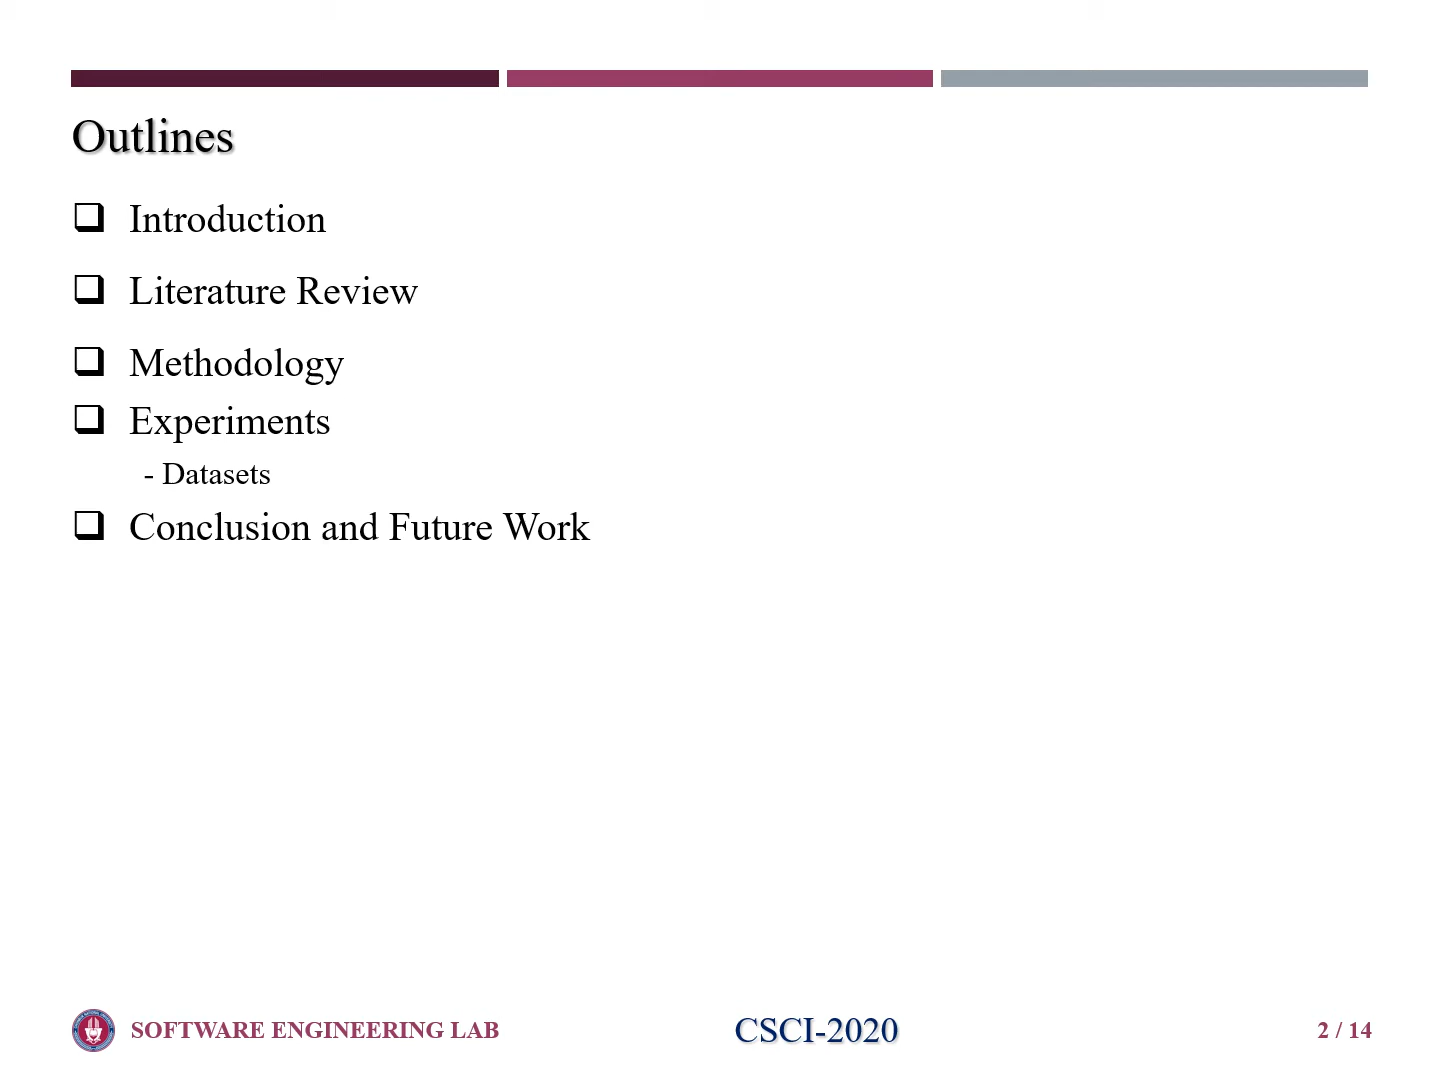 Outlines
❑ Introduction
❑ Literature Review
❑ Methodology
❑ Experiments
- Datasets
❑ Conclusion and Future Work
SOFTWARE ENGINEERING LAB
CSCI-2020
2 / 14